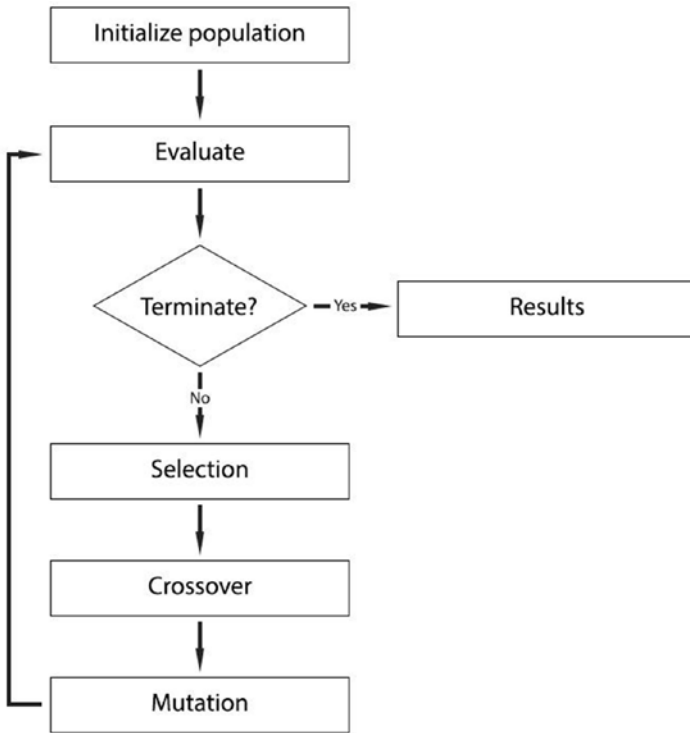 Initialize population
Evaluate
Terminate?
Yes
Results
No
Selection
Crossover
Mutation